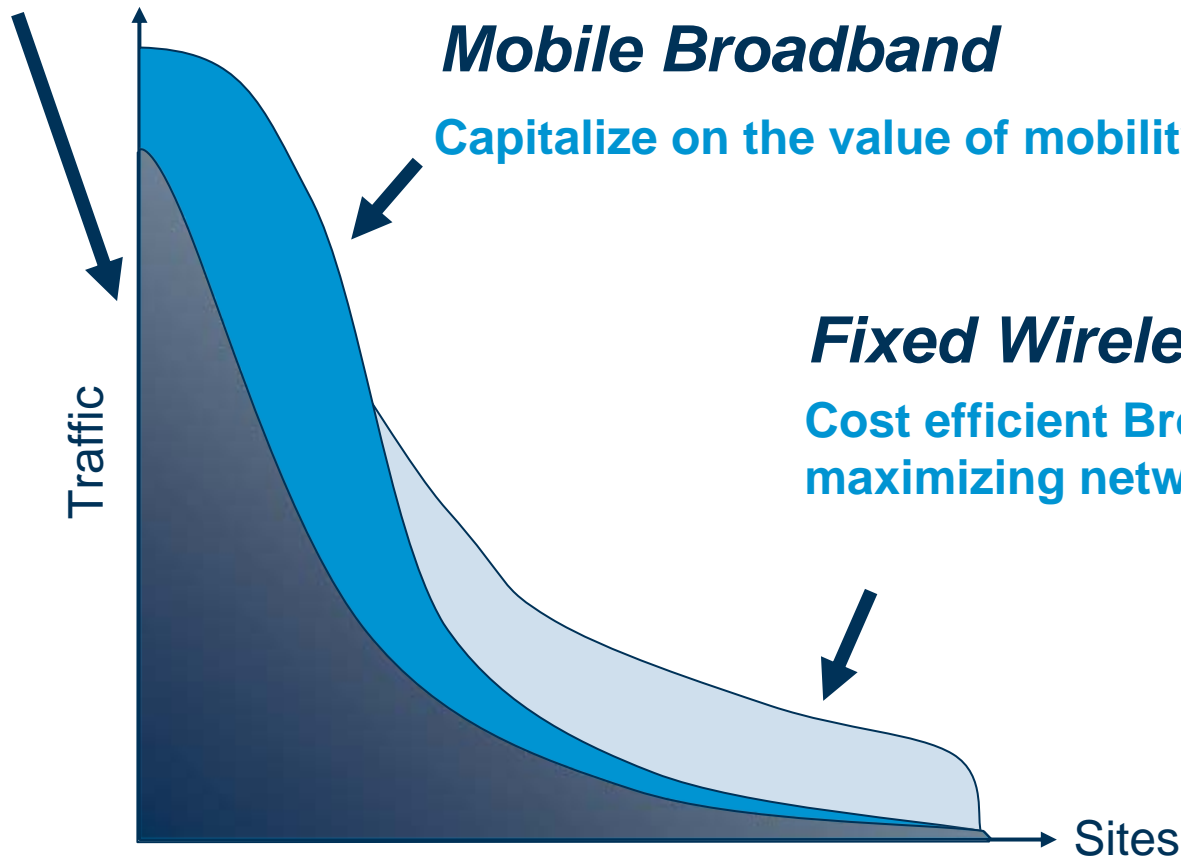 Mobile Broadband
Capitalize on the value of mobilit
Fixed Wirele
Cost efficient Bro
maximizing netw
Traffic
Sites